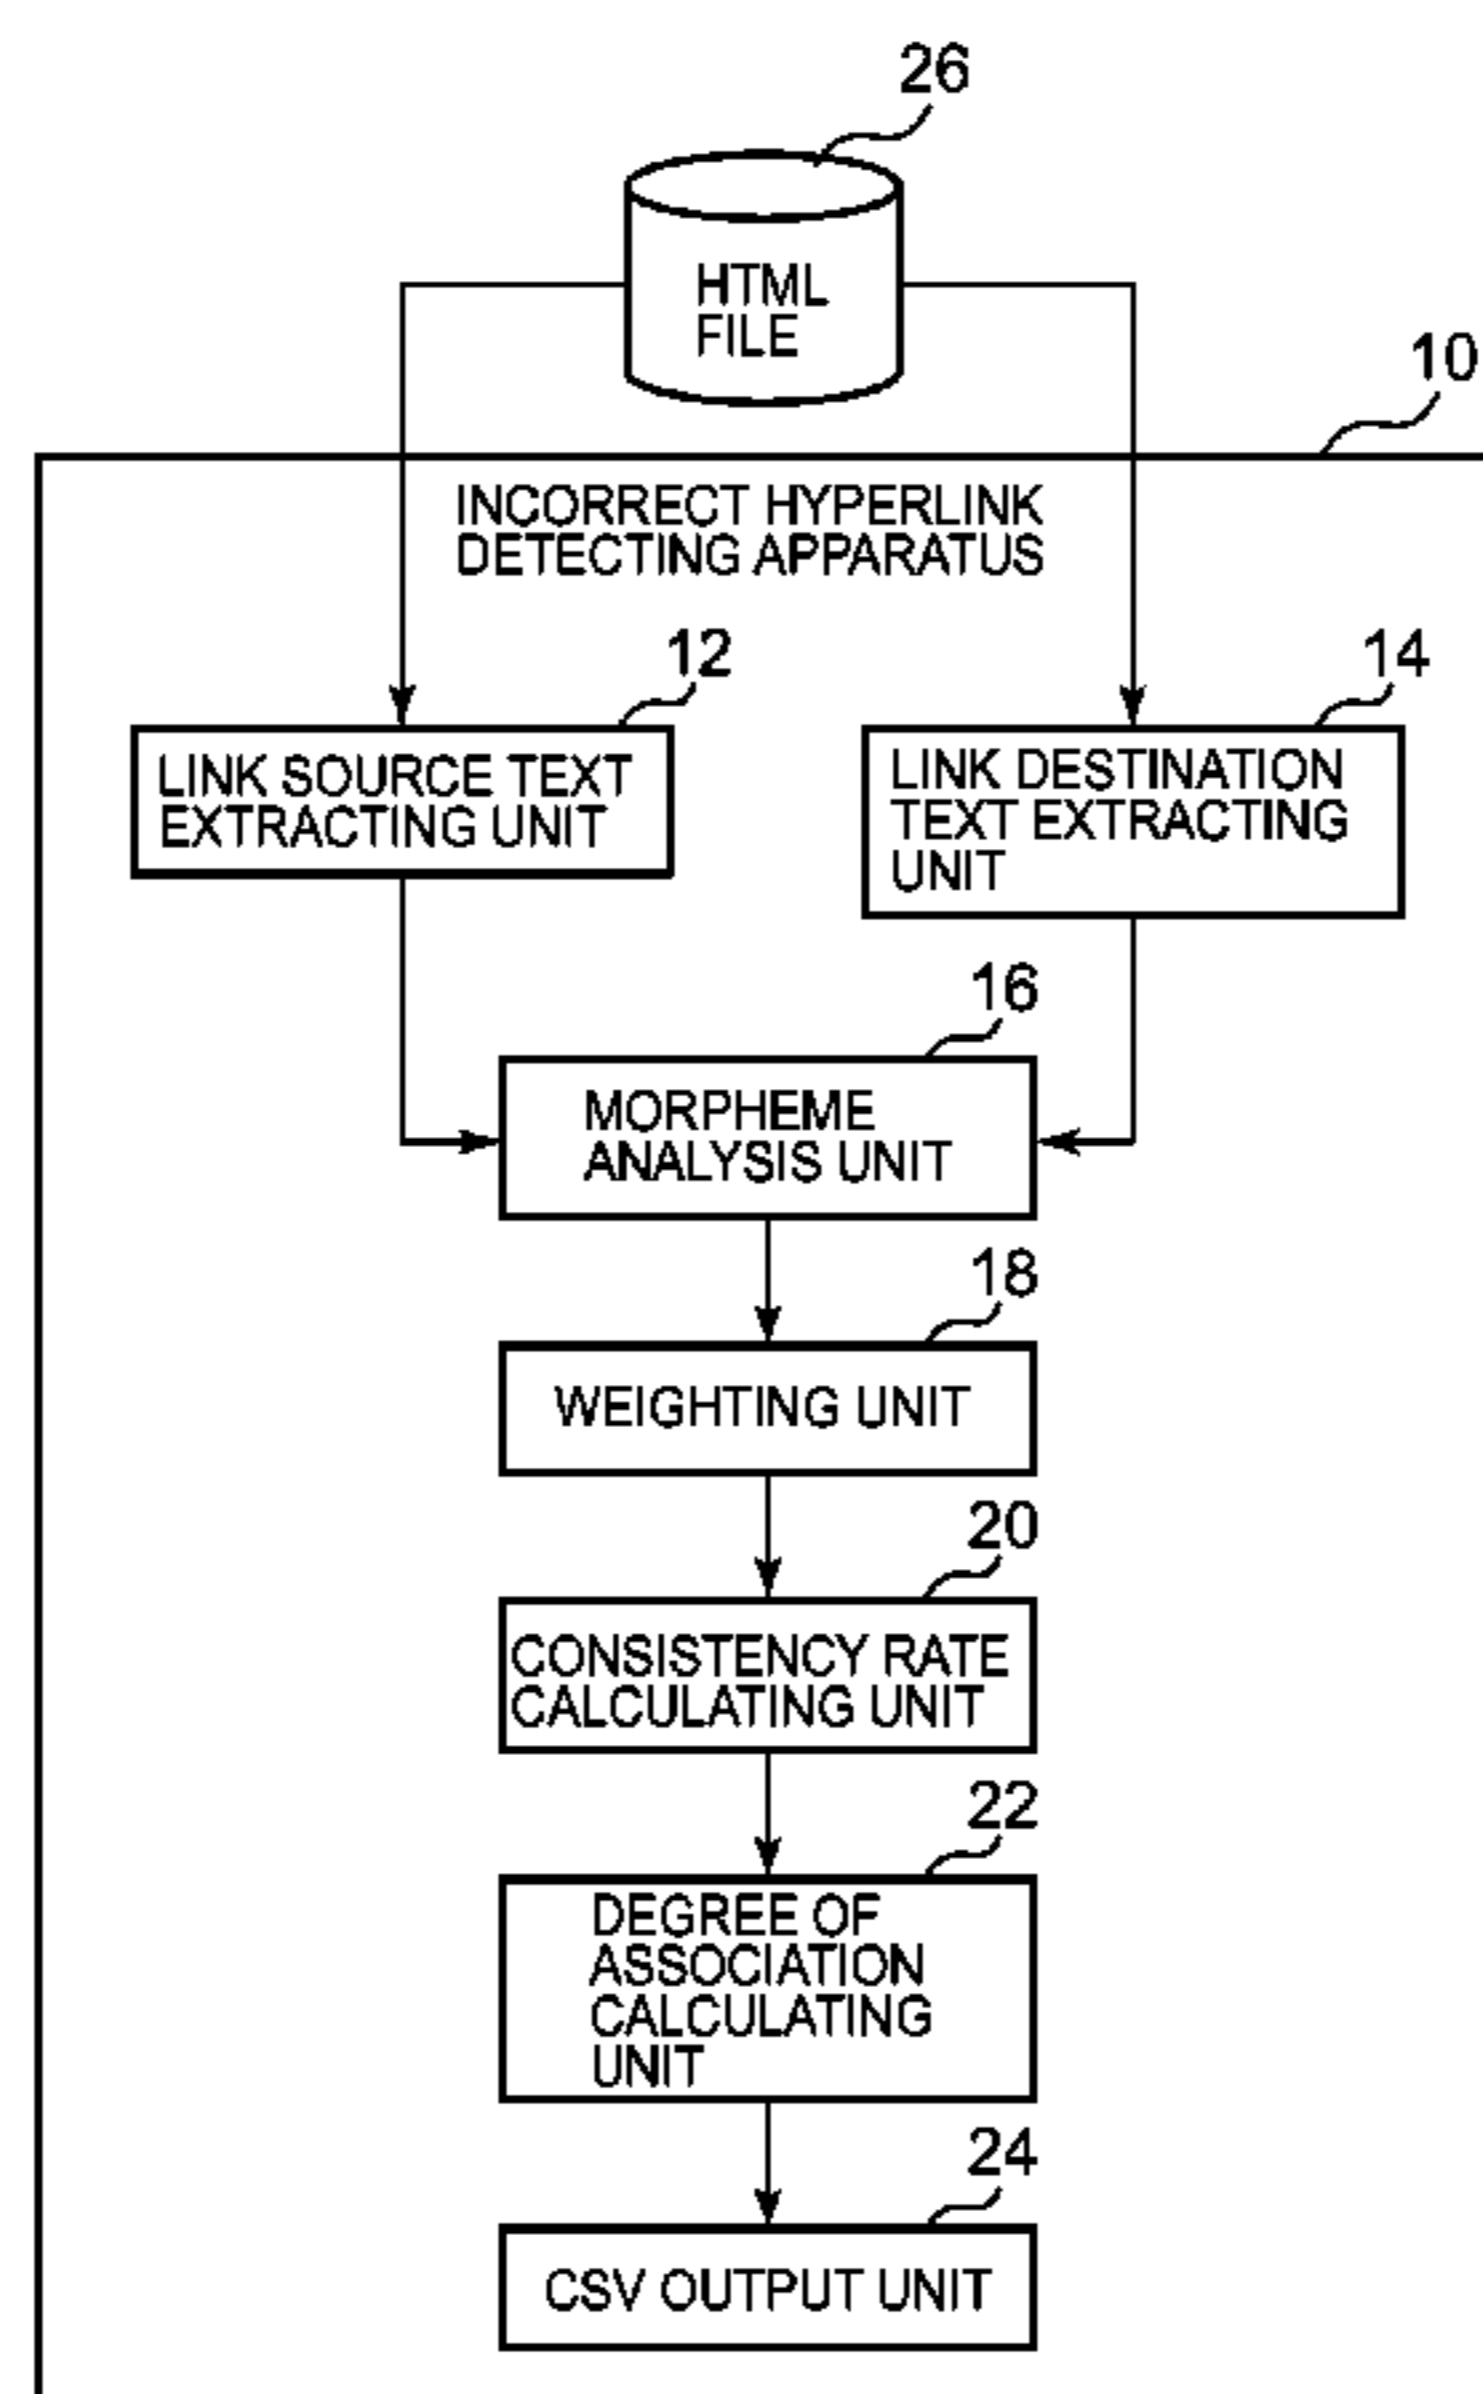 26
HTML
FILE
10
INCORRECT HYPERLINK
DETECTING APPARATUS
12
LINK SOURCE TEXT
EXTRACTING UNIT
14
LINK DESTINATION
TEXT EXTRACTING
UNIT
16
MORPHEME
ANALYSIS UNIT
18
WEIGHTING UNIT
20
CONSISTENCY RATE
CALCULATING UNIT
22
DEGREE OF
ASSOCIATION
CALCULATING
UNIT
24
CSV OUTPUT UNIT